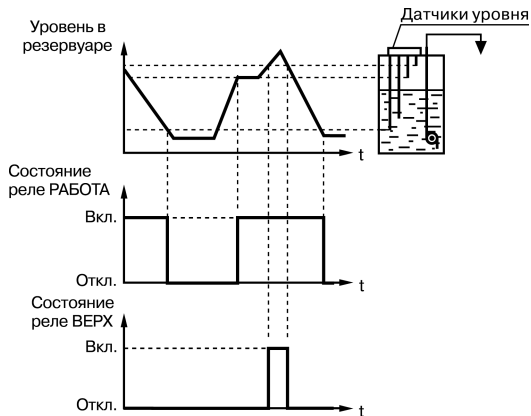 Датчики уровня
Уровень в
резервуаре
t
Состояние
реле РАБОТА
Вкл.
Откл.
t
Состояние
реле ВЕРХ
Вкл.
Откл.
t